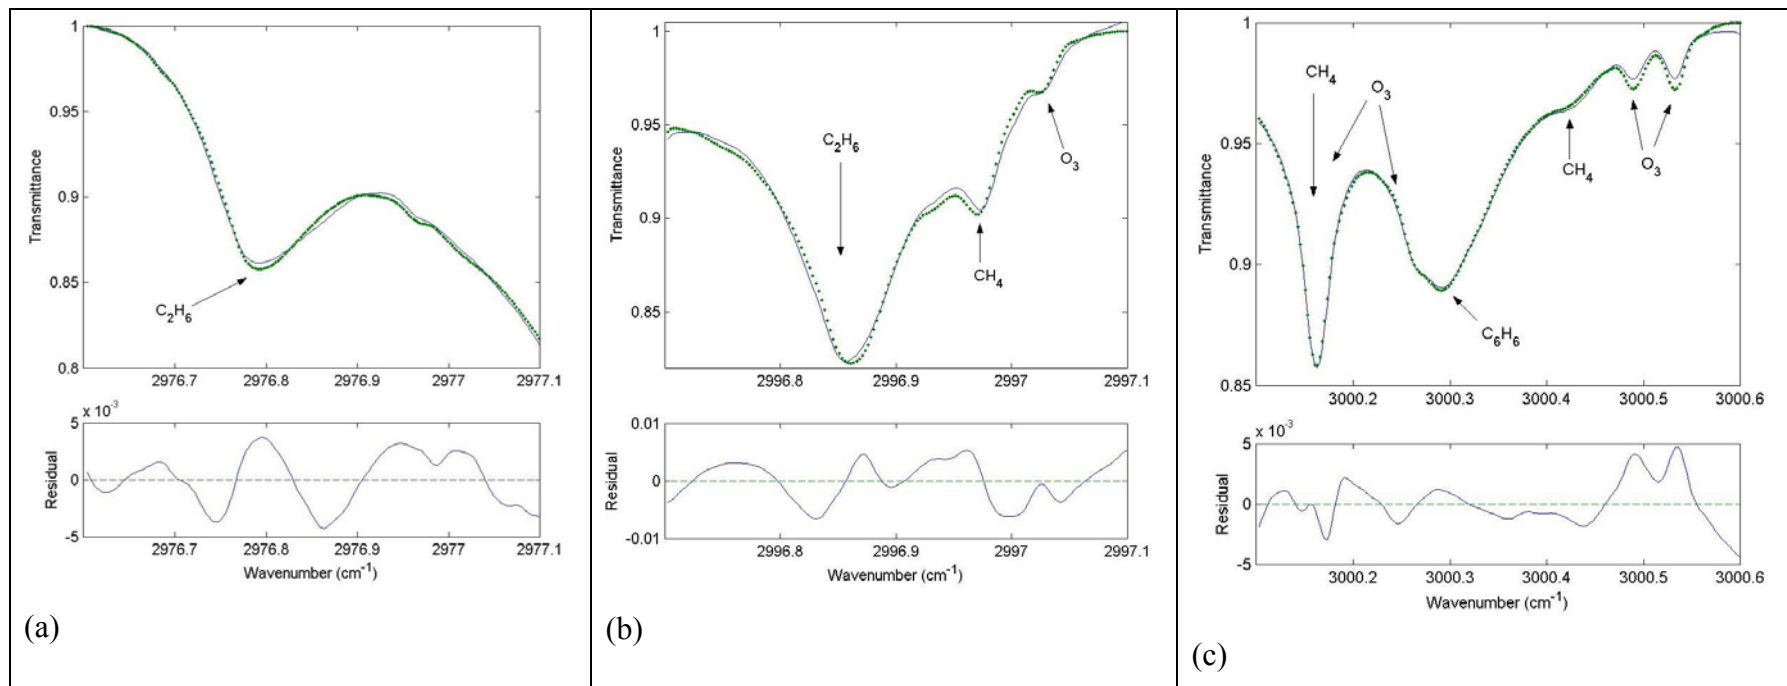 1
0.95
0.9
0.85
0.8
Transmittance
C2H6
2976.7 2976.8 2976.9 2977 2977.1
x 10-3
5
0
-5
Residual
2976.7 2976.8 2976.9 2977 2977.1
Wavenumber (cm-1)
(a)
1
0.95
0.9
0.85
Transmittance
C2H6
O3
CH4
2996.8 2996.9 2997 2997.1
0.01
0
-0.01
Residual
2996.8 2996.9 2997 2997.1
Wavenumber (cm-1)
(b)
1
0.95
0.9
0.85
Transmittance
CH4
O3
CH4
O3
C6H6
3000.2 3000.3 3000.4 3000.5 3000.6
x 10-3
5
0
-5
Residual
3000.2 3000.3 3000.4 3000.5 3000.6
Wavenumber (cm-1)
(c)